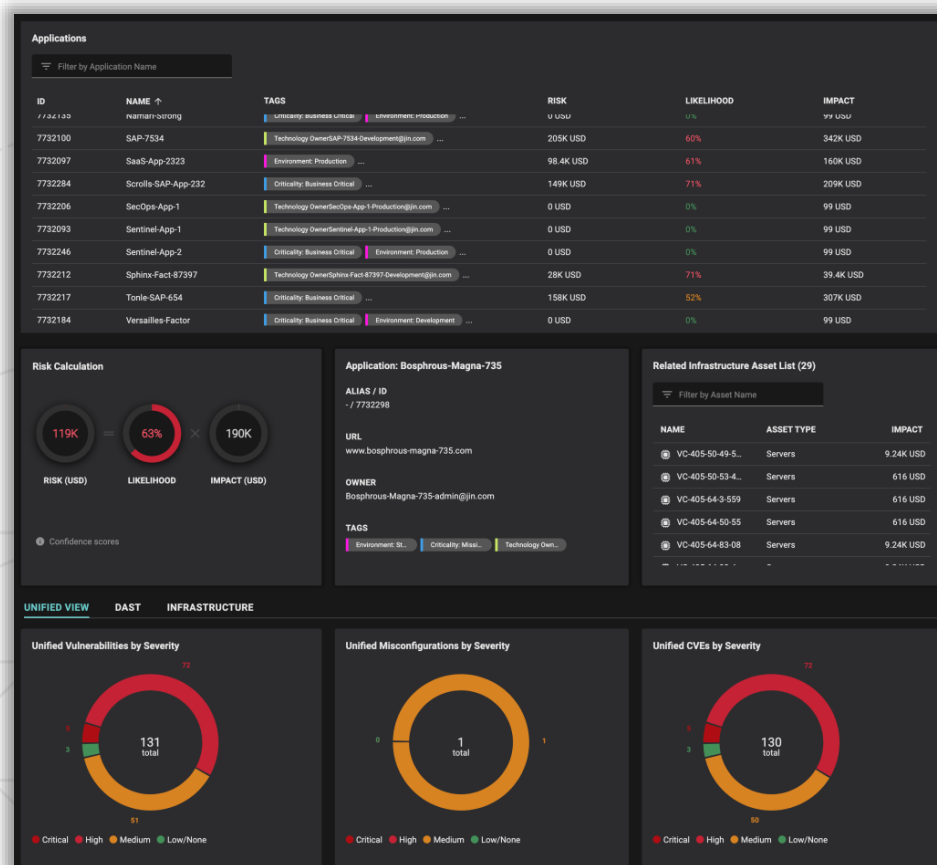 Applications
Filter by Application Name
ID NAME ↑ TAGS RISK LIKELIHOOD IMPACT
7732135 Namari-Strong Criticality: Business Critical Environment: Production ... 0 USD 0% 99 USD
7732100 SAP-7534 Technology OwnerSAP-7534-Development@jin.com ... 205K USD 60% 342K USD
7732097 SaaS-App-2323 Environment: Production ... 98.4K USD 61% 160K USD
7732284 Scrolls-SAP-App-232 Criticality: Business Critical ... 149K USD 71% 209K USD
7732206 SecOps-App-1 Technology OwnerSecOps-App-1-Production@jin.com ... 0 USD 0% 99 USD
7732093 Sentinel-App-1 Technology OwnerSentinel-App-1-Production@jin.com ... 0 USD 0% 99 USD
7732246 Sentinel-App-2 Criticality: Business Critical Environment: Production ... 0 USD 0% 99 USD
7732212 Sphinx-Fact-87397 Technology OwnerSphinx-Fact-87397-Development@jin.com ... 28K USD 71% 39.4K USD
7732217 Tonle-SAP-654 Criticality: Business Critical ... 158K USD 52% 307K USD
7732184 Versailles-Factor Criticality: Business Critical Environment: Development ... 0 USD 0% 99 USD
Risk Calculation
119K = 63% × 190K
RISK (USD) LIKELIHOOD IMPACT (USD)
Confidence scores
Application: Bosphrous-Magna-735
ALIAS / ID
- / 7732298
URL
www.bosphrous-magna-735.com
OWNER
Bosphrous-Magna-735-admin@jin.com
TAGS
Environment: St... Criticality: Missi... Technology Own...
Related Infrastructure Asset List (29)
Filter by Asset Name
NAME ASSET TYPE IMPACT
VC-405-50-49-5... Servers 9.24K USD
VC-405-50-53-4... Servers 616 USD
VC-405-64-3-559 Servers 616 USD
VC-405-64-50-55 Servers 616 USD
VC-405-64-83-08 Servers 9.24K USD
UNIFIED VIEW DAST INFRASTRUCTURE
Unified Vulnerabilities by Severity
72
3
131
total
51
Critical High Medium Low/None
Unified Misconfigurations by Severity
0
1
total
1
Critical High Medium Low/None
Unified CVEs by Severity
72
3
130
total
50
Critical High Medium Low/None